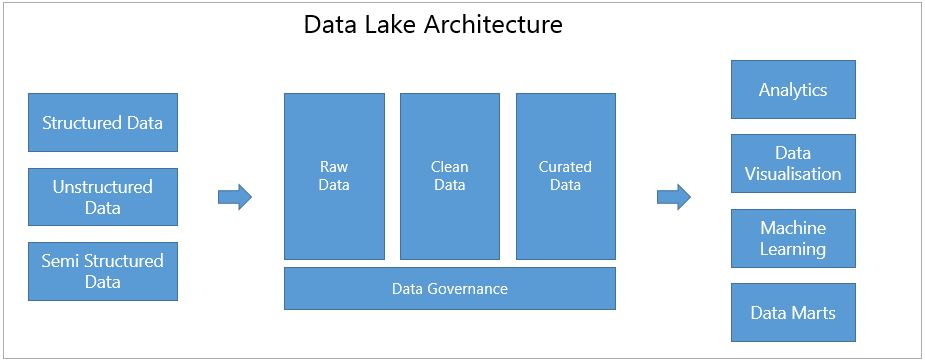 Data Lake Architecture
Structured Data
Unstructured
Data
Semi Structured
Data
Raw
Data
Clean
Data
Curated
Data
Data Governance
Analytics
Data
Visualisation
Machine
Learning
Data Marts